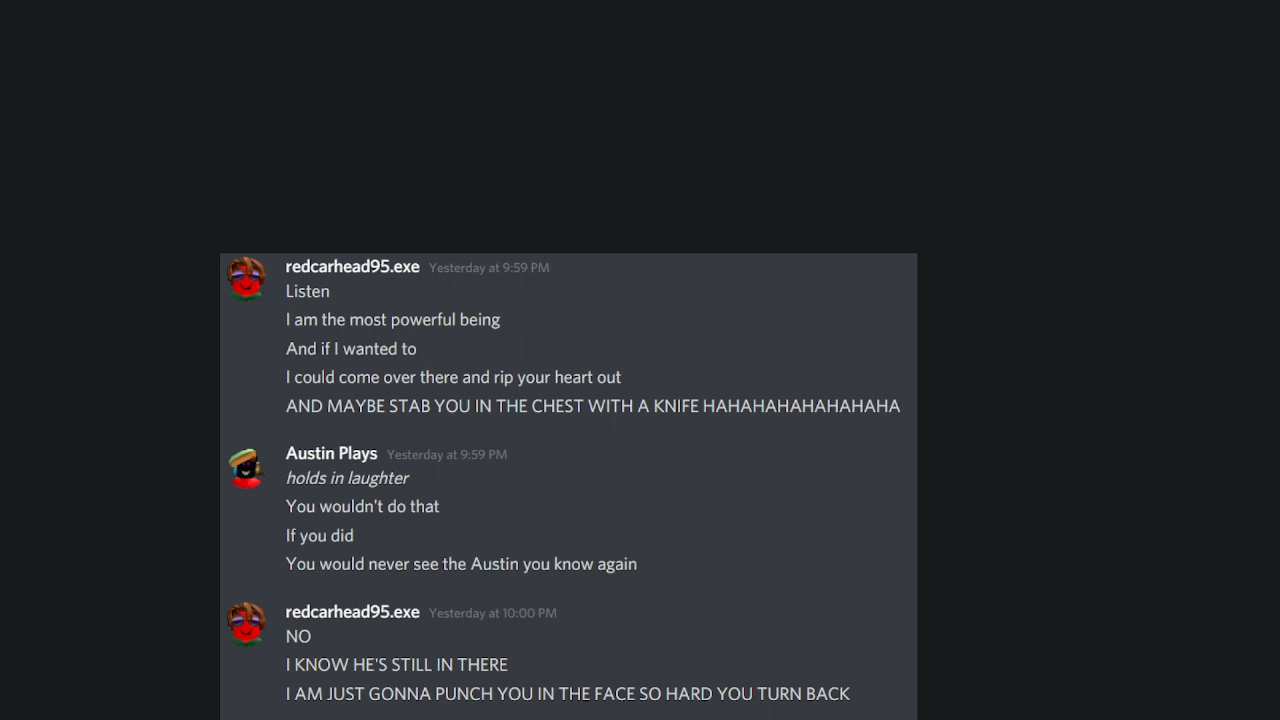 redcarhead95.exe Yesterday at 9:59 PM
Listen
I am the most powerful being
And if I wanted to
I could come over there and rip your heart out
AND MAYBE STAB YOU IN THE CHEST WITH A KNIFE HAHAHAHAHAHAHAHA
Austin Plays Yesterday at 9:59 PM
holds in laughter
You wouldn't do that
If you did
You would never see the Austin you know again
redcarhead95.exe Yesterday at 10:00 PM
NO
I KNOW HE'S STILL IN THERE
I AM JUST GONNA PUNCH YOU IN THE FACE SO HARD YOU TURN BACK